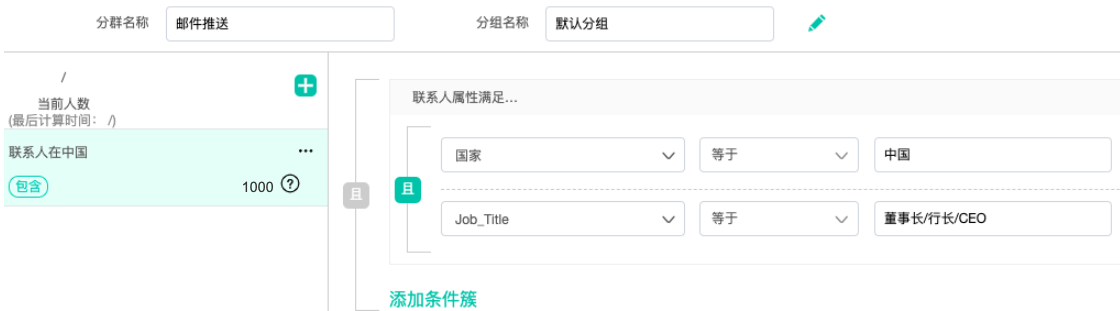 分群名称 邮件推送 分组名称 默认分组
/
当前人数
(最后计算时间： /)
联系人在中国 ...
包含 1000 ?
联系人属性满足...
且
且
国家 等于 中国
Job_Title 等于 董事长/行长/CEO
添加条件簇